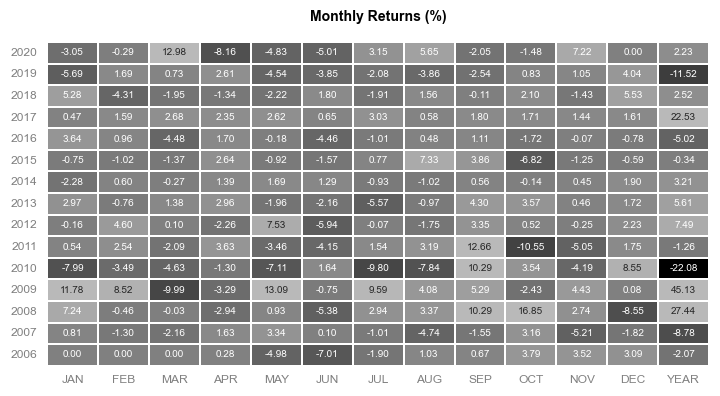 Monthly Returns (%)
2020 -3.05 -0.29 12.98 -8.16 -4.83 -5.01 3.15 5.65 -2.05 -1.48 7.22 0.00 2.23
2019 -5.69 1.69 0.73 2.61 -4.54 -3.85 -2.08 -3.86 -2.54 0.83 1.05 4.04 -11.52
2018 5.28 -4.31 -1.95 -1.34 -2.22 1.80 -1.91 1.56 -0.11 2.10 -1.43 5.53 2.52
2017 0.47 1.59 2.68 2.35 2.62 0.65 3.03 0.58 1.80 1.71 1.44 1.61 22.53
2016 3.64 0.96 -4.48 1.70 -0.18 -4.46 -1.01 0.48 1.11 -1.72 -0.07 -0.78 -5.02
2015 -0.75 -1.02 -1.37 2.64 -0.92 -1.57 0.77 7.33 3.86 -6.82 -1.25 -0.59 -0.34
2014 -2.28 0.60 -0.27 1.39 1.69 1.29 -0.93 -1.02 0.56 -0.14 0.45 1.90 3.21
2013 2.97 -0.76 1.38 2.96 -1.96 -2.16 -5.57 -0.97 4.30 3.57 0.46 1.72 5.61
2012 -0.16 4.60 0.10 -2.26 7.53 -5.94 -0.07 -1.75 3.35 0.52 -0.25 2.23 7.49
2011 0.54 2.54 -2.09 3.63 -3.46 -4.15 1.54 3.19 12.66 -10.55 -5.05 1.75 -1.26
2010 -7.99 -3.49 -4.63 -1.30 -7.11 1.64 -9.80 -7.84 10.29 3.54 -4.19 8.55 -22.08
2009 11.78 8.52 -9.99 -3.29 13.09 -0.75 9.59 4.08 5.29 -2.43 4.43 0.08 45.13
2008 7.24 -0.46 -0.03 -2.94 0.93 -5.38 2.94 3.37 10.29 16.85 2.74 -8.55 27.44
2007 0.81 -1.30 -2.16 1.63 3.34 0.10 -1.01 -4.74 -1.55 3.16 -5.21 -1.82 -8.78
2006 0.00 0.00 0.00 0.28 -4.98 -7.01 -1.90 1.03 0.67 3.79 3.52 3.09 -2.07
JAN FEB MAR APR MAY JUN JUL AUG SEP OCT NOV DEC YEAR